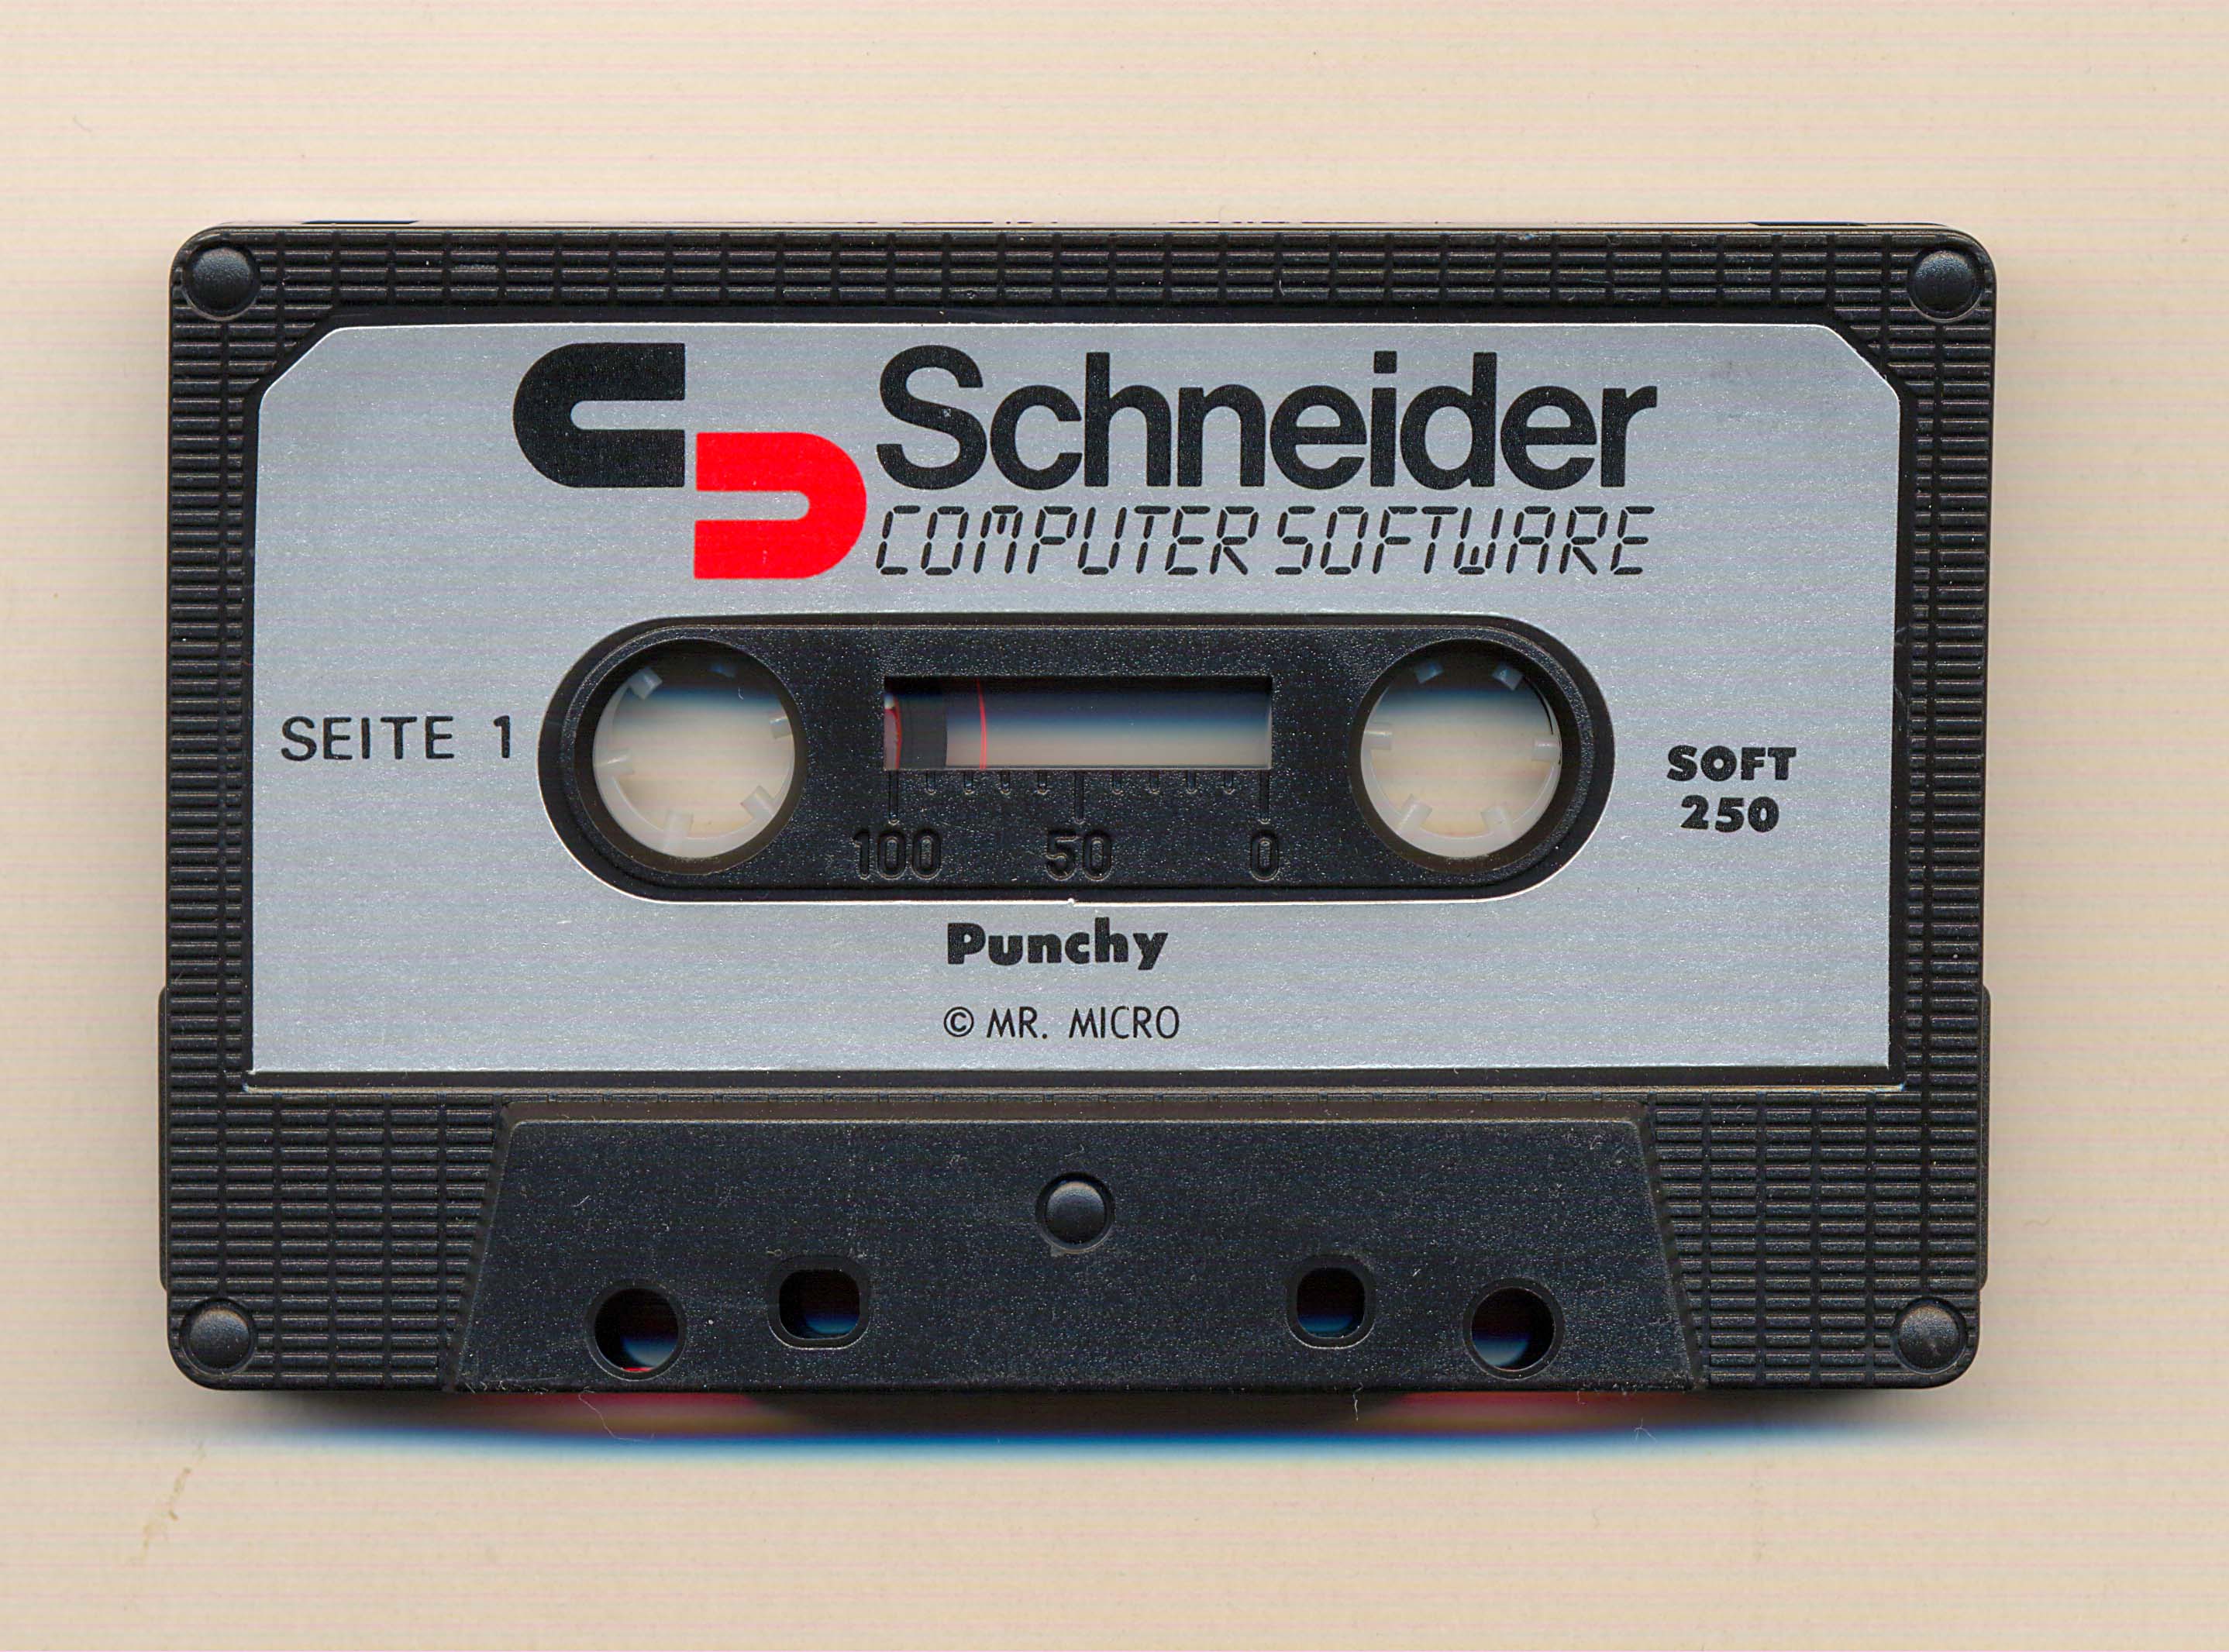 Schneider
COMPUTER SOFTWARE
SEITE 1
SOFT
250
100 50 0
Punchy
© MR. MICRO